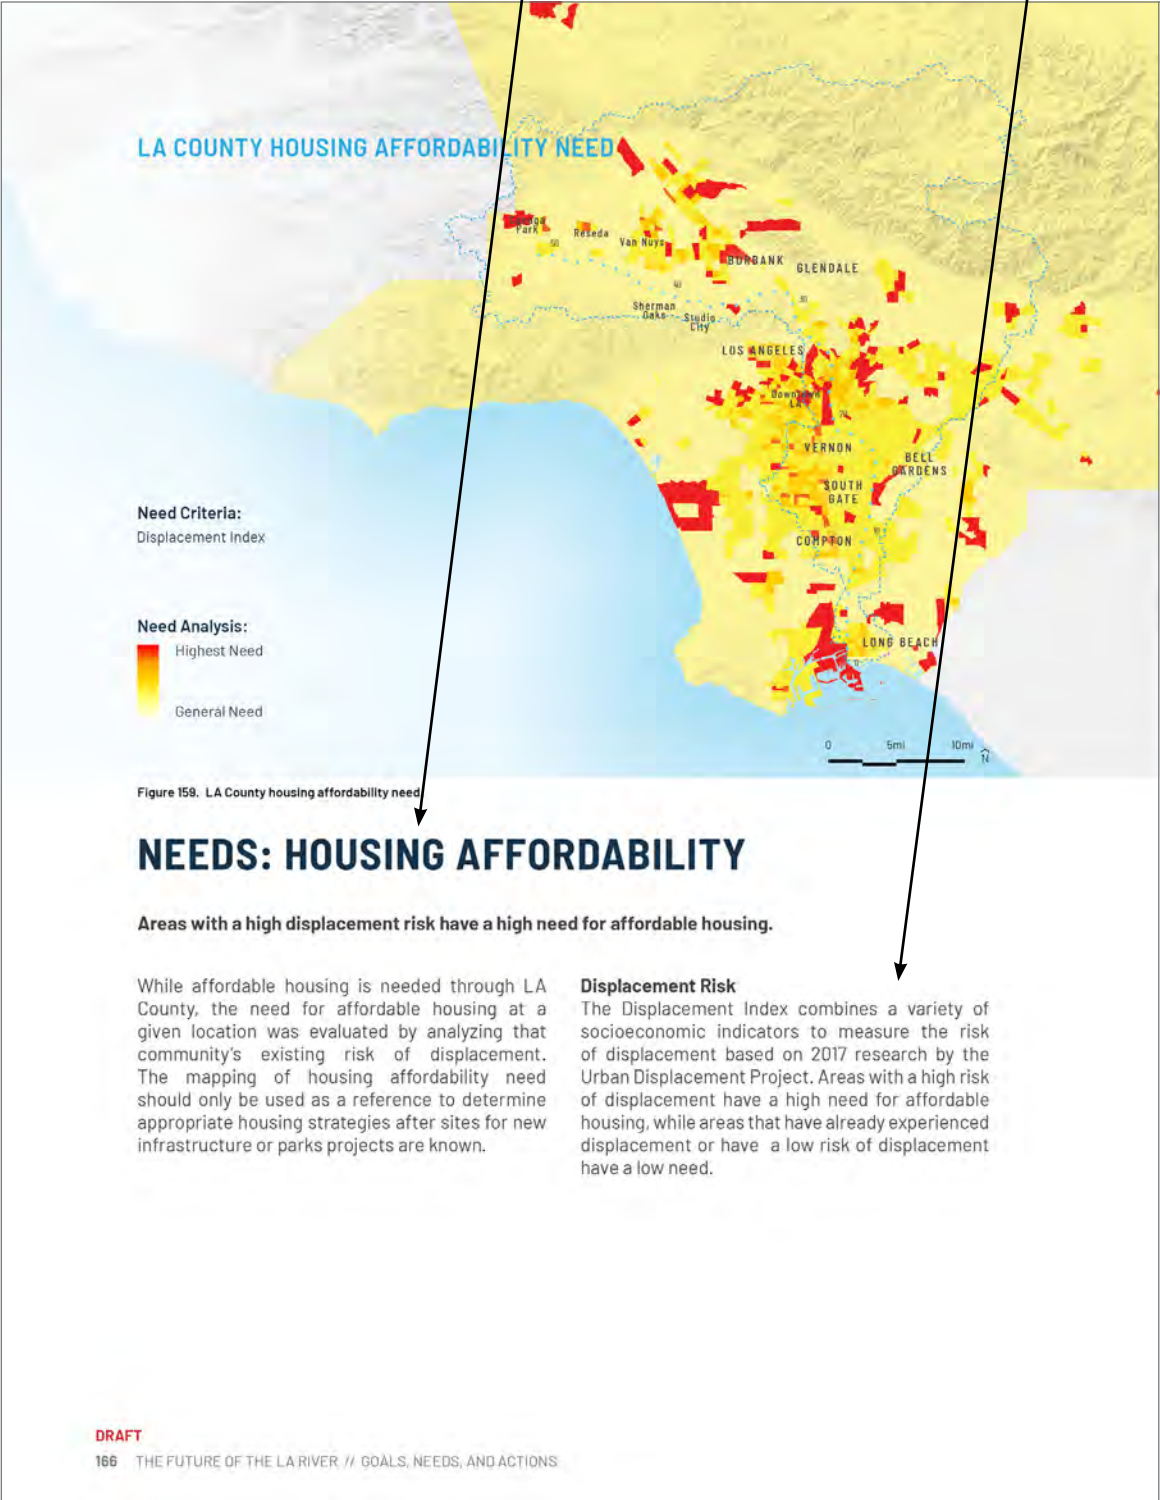 LA COUNTY HOUSING AFFORDABILITY NEED
Park
Reseda
Van Nuys
50
BURBANK
GLENDALE
40
30
Sherman
Oaks
Studio
City
LOS ANGELES
Downtown
LA
20
VERNON
BELL
GARDENS
SOUTH
GATE
COMPTON
LONG BEACH
0
0 5mi 10mi
N
Need Criteria:
Displacement Index
Need Analysis:
Highest Need
General Need
Figure 159. LA County housing affordability need
NEEDS: HOUSING AFFORDABILITY
Areas with a high displacement risk have a high need for affordable housing.
While affordable housing is needed through LA
County, the need for affordable housing at a
given location was evaluated by analyzing that
community's existing risk of displacement.
The mapping of housing affordability need
should only be used as a reference to determine
appropriate housing strategies after sites for new
infrastructure or parks projects are known.
Displacement Risk
The Displacement Index combines a variety of
socioeconomic indicators to measure the risk
of displacement based on 2017 research by the
Urban Displacement Project. Areas with a high risk
of displacement have a high need for affordable
housing, while areas that have already experienced
displacement or have a low risk of displacement
have a low need.
DRAFT
166 THE FUTURE OF THE LA RIVER // GOALS, NEEDS, AND ACTIONS